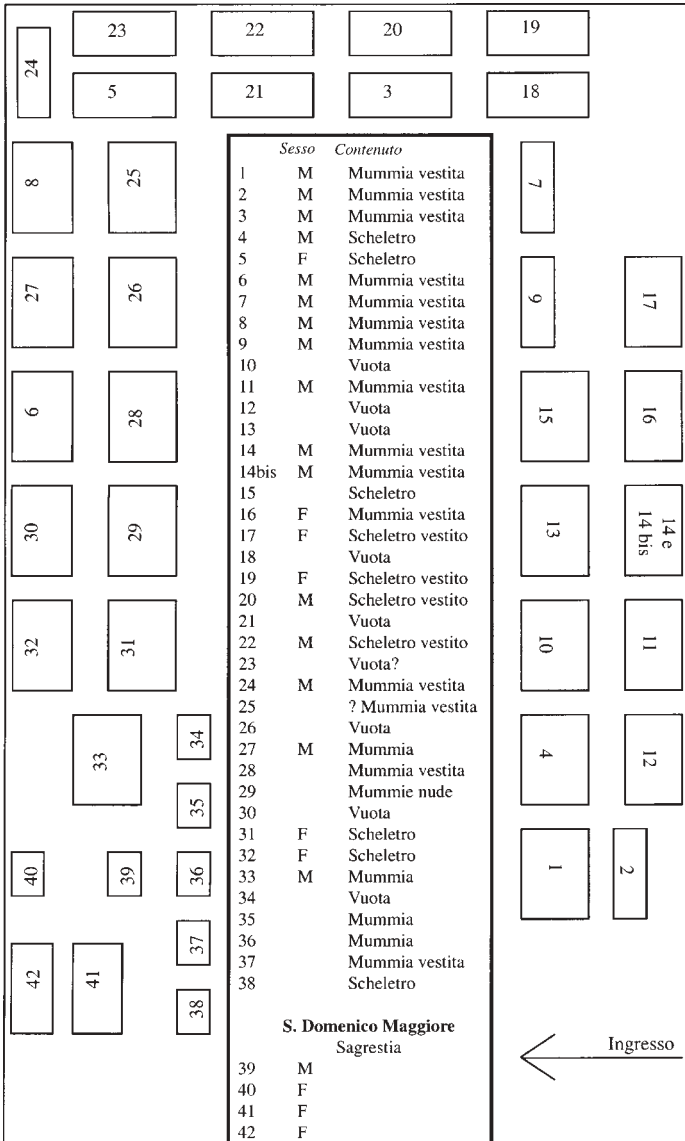 23 22 20 19
24
5 21 3 18
8 25 7
27 26 9 17
6 28 15 16
30 29 13 14 e 14 bis
32 31 10 11
33 34 4 12
35
40 39 36 1 2
37
42 41
38
Sesso Contenuto
1 M Mummia vestita
2 M Mummia vestita
3 M Mummia vestita
4 M Scheletro
5 F Scheletro
6 M Mummia vestita
7 M Mummia vestita
8 M Mummia vestita
9 M Mummia vestita
10 Vuota
11 M Mummia vestita
12 Vuota
13 Vuota
14 M Mummia vestita
14bis M Mummia vestita
15 Scheletro
16 F Mummia vestita
17 F Scheletro vestito
18 Vuota
19 F Scheletro vestito
20 M Scheletro vestito
21 Vuota
22 M Scheletro vestito
23 Vuota?
24 M Mummia vestita
25 ? Mummia vestita
26 Vuota
27 M Mummia
28 Mummia vestita
29 Mummie nude
30 Vuota
31 F Scheletro
32 F Scheletro
33 M Mummia
34 Vuota
35 Mummia
36 Mummia
37 Mummia vestita
38 Scheletro
S. Domenico Maggiore
Sagrestia
39 M
40 F
41 F
42 F
Ingresso